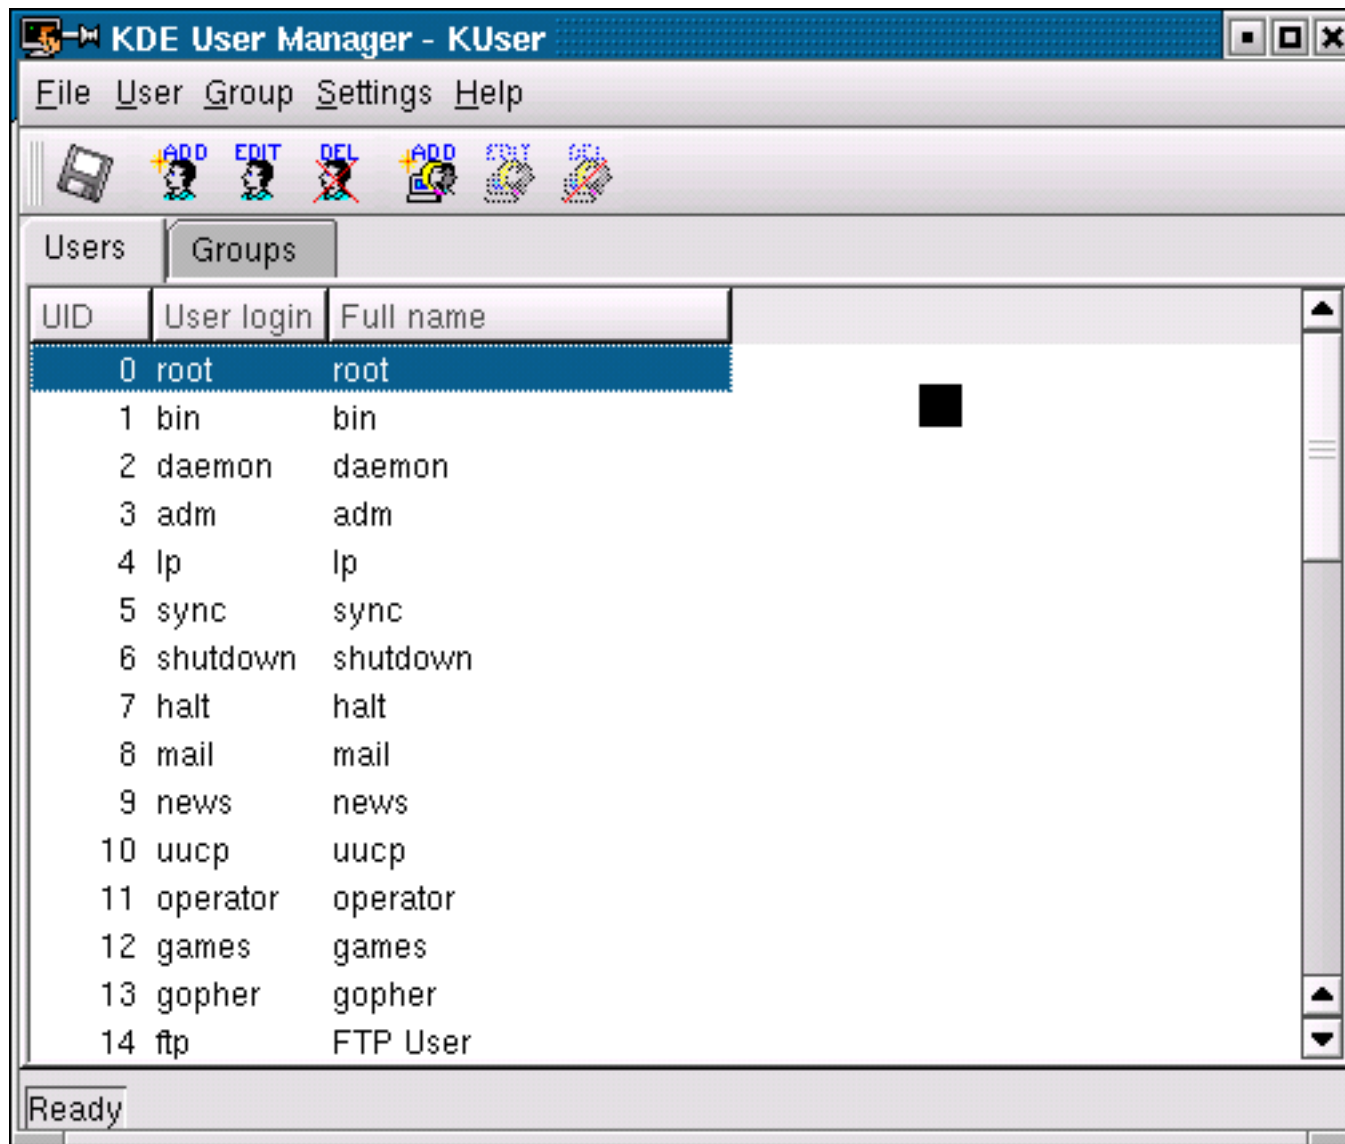 KDE User Manager - KUser
File User Group Settings Help
ADD EDIT DEL ADD EDIT DEL
Users Groups
UID User login Full name
0 root root
1 bin bin
2 daemon daemon
3 adm adm
4 lp lp
5 sync sync
6 shutdown shutdown
7 halt halt
8 mail mail
9 news news
10 uucp uucp
11 operator operator
12 games games
13 gopher gopher
14 ftp FTP User
Ready